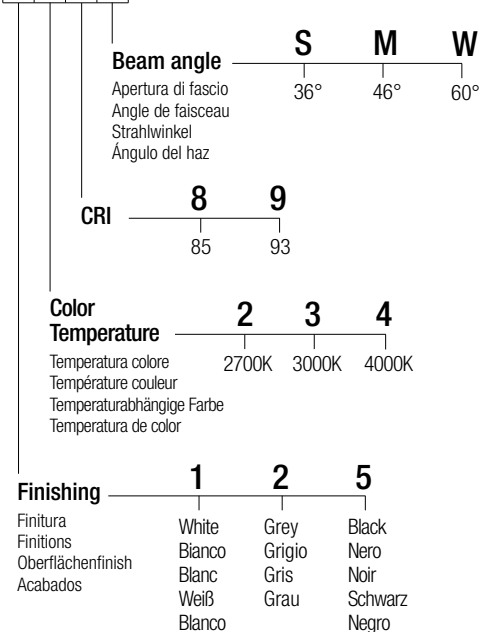 Beam angle S M W
Apertura di fascio 36° 46° 60°
Angle de faisceau
Strahlwinkel
Ángulo del haz
CRI 8 9
85 93
Color
Temperature 2 3 4
Temperatura colore 2700K 3000K 4000K
Température couleur
Temperaturabhängige Farbe
Temperatura de color
Finishing 1 2 5
Finitura White Grey Black
Finitions Bianco Grigio Nero
Oberflächenfinish Blanc Gris Noir
Acabados Weiß Grau Schwarz
Blanco Negro